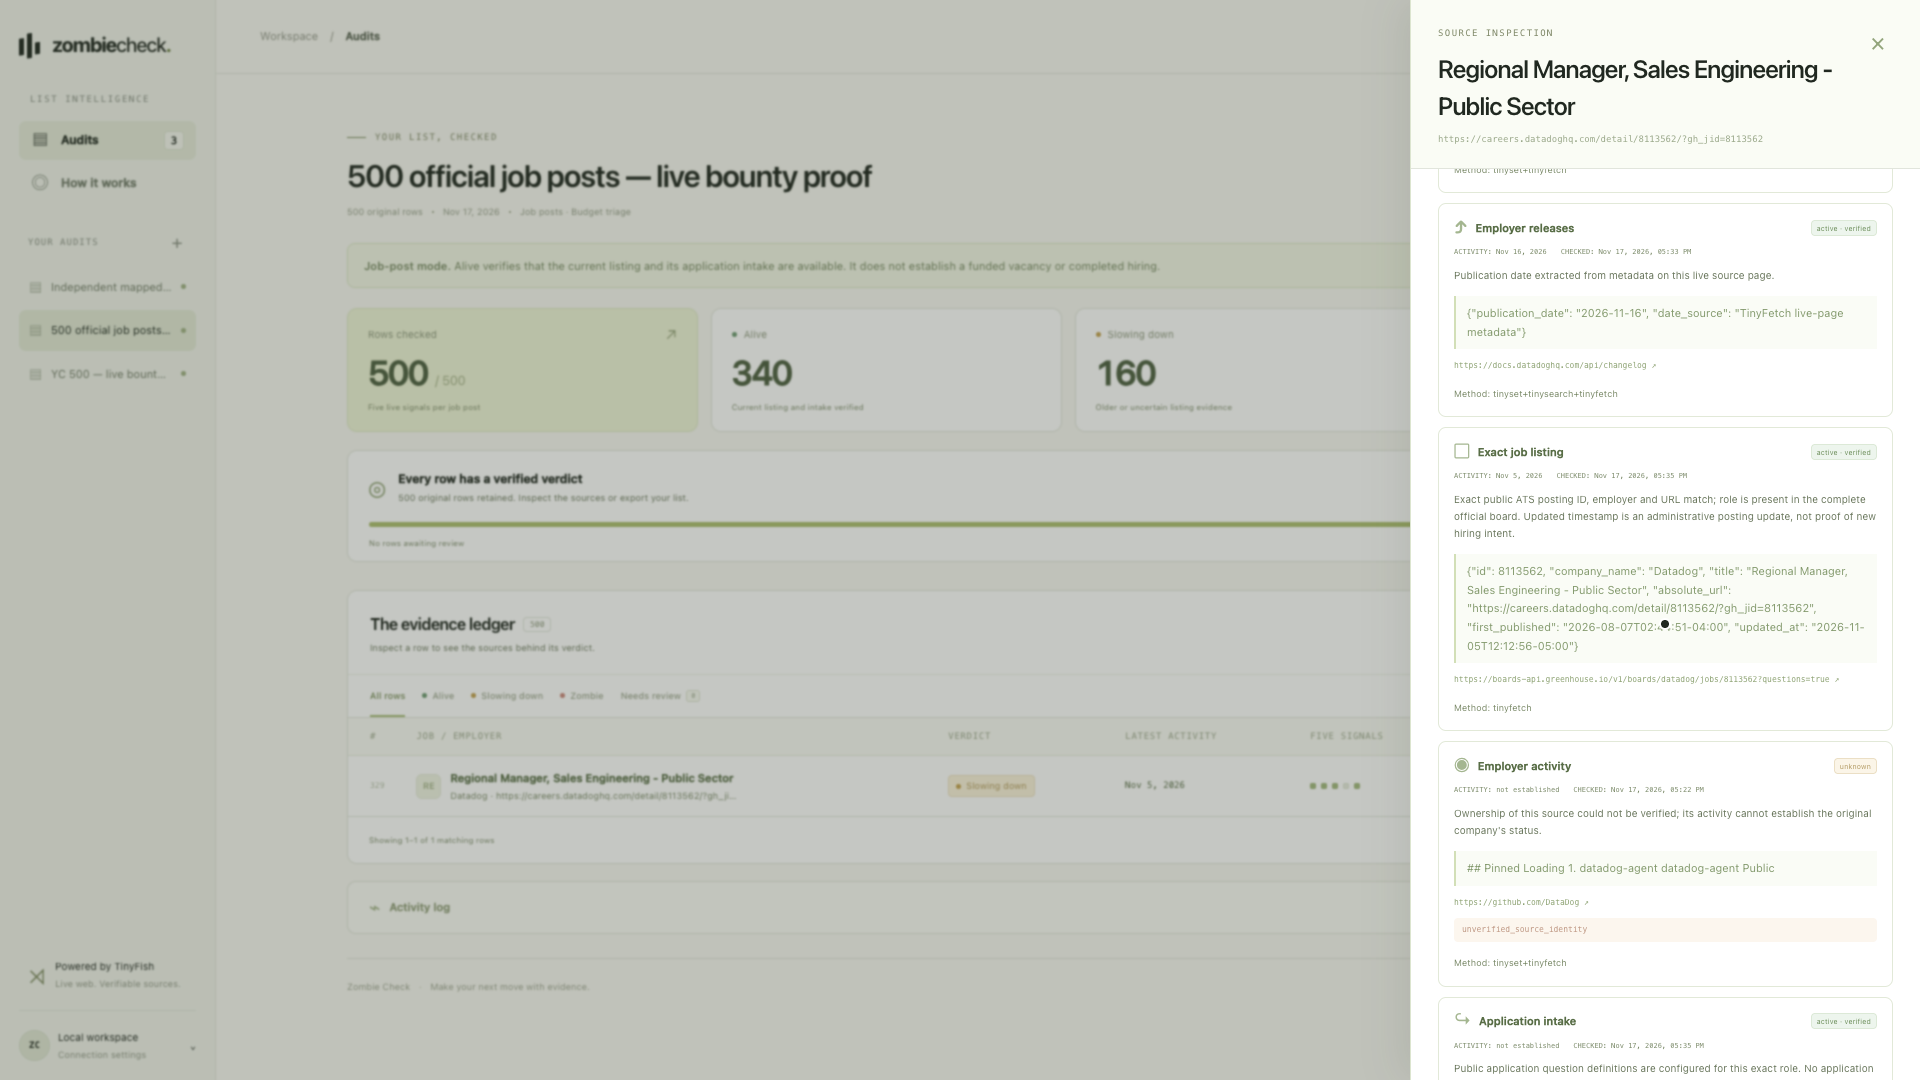 zombiecheck.
LIST INTELLIGENCE
Audits 3
How it works
YOUR AUDITS +
Independent mapped...
500 official job posts...
YC 500 — live bount...
Powered by TinyFish
Live web. Verifiable sources.
ZC
Local workspace
Connection settings
Workspace / Audits
YOUR LIST, CHECKED
500 official job posts — live bounty proof
500 original rows • Nov 17, 2026 • Job posts · Budget triage
Job-post mode. Alive verifies that the current listing and its application intake are available. It does not establish a funded vacancy or completed hiring.
Rows checked
500 / 500
Five live signals per job post
Alive
340
Current listing and intake verified
Slowing down
160
Older or uncertain listing evidence
Every row has a verified verdict
500 original rows retained. Inspect the sources or export your list.
No rows awaiting review
The evidence ledger 500
Inspect a row to see the sources behind its verdict.
All rows Alive Slowing down Zombie Needs review
# JOB / EMPLOYER VERDICT LATEST ACTIVITY FIVE SIGNALS
RE Regional Manager, Sales Engineering - Public Sector Slowing down Nov 5, 2026
Datadog · https://careers.datadoghq.com/detail/8113562/?gh_ji...
Showing 1–1 of 1 matching rows
Activity log
Zombie Check · Make your next move with evidence.
SOURCE INSPECTION
Regional Manager, Sales Engineering -
Public Sector
https://careers.datadoghq.com/detail/8113562/?gh_jid=8113562
Method: tinyset+tinyfetch
Employer releases active · verified
ACTIVITY: Nov 16, 2026 CHECKED: Nov 17, 2026, 05:33 PM
Publication date extracted from metadata on this live source page.
{"publication_date": "2026-11-16", "date_source": "TinyFetch live-page
metadata"}
https://docs.datadoghq.com/api/changelog ↗
Method: tinyset+tinysearch+tinyfetch
Exact job listing active · verified
ACTIVITY: Nov 5, 2026 CHECKED: Nov 17, 2026, 05:35 PM
Exact public ATS posting ID, employer and URL match; role is present in the complete
official board. Updated timestamp is an administrative posting update, not proof of new
hiring intent.
{"id": 8113562, "company_name": "Datadog", "title": "Regional Manager,
Sales Engineering - Public Sector", "absolute_url":
"https://careers.datadoghq.com/detail/8113562/?gh_jid=8113562",
"first_published": :51-04:00", "updated_at": "2026-11-
05T12:12:56-05:00"}
https://boards-api.greenhouse.io/v1/boards/datadog/jobs/8113562?questions=true ↗
Method: tinyfetch
Employer activity unknown
ACTIVITY: not established CHECKED: Nov 17, 2026, 05:22 PM
Ownership of this source could not be verified; its activity cannot establish the original
company's status.
## Pinned Loading 1. datadog-agent datadog-agent Public
https://github.com/DataDog ↗
unverified_source_identity
Method: tinyset+tinyfetch
Application intake active · verified
ACTIVITY: not established CHECKED: Nov 17, 2026, 05:35 PM
Public application question definitions are configured for this exact role. No application